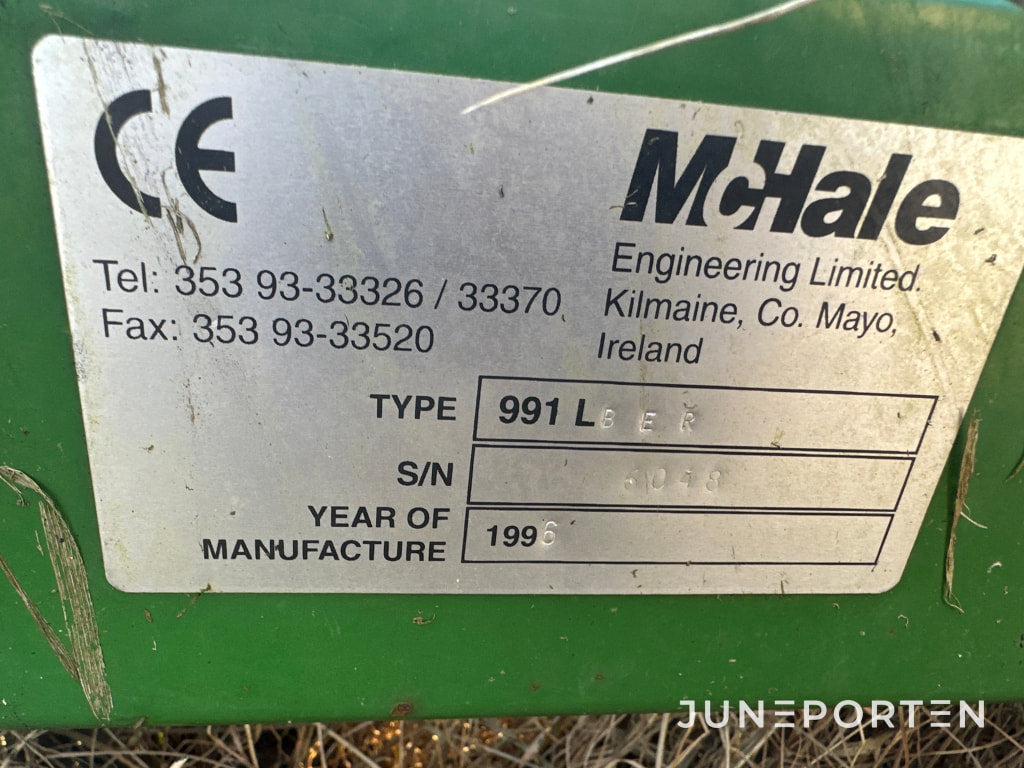 CE
McHale
Engineering Limited.
Kilmaine, Co. Mayo,
Ireland
Tel: 353 93-33326 / 33370
Fax: 353 93-33520
TYPE 991 L B E R
S/N
YEAR OF
MANUFACTURE 1996
JUNEPORTEN